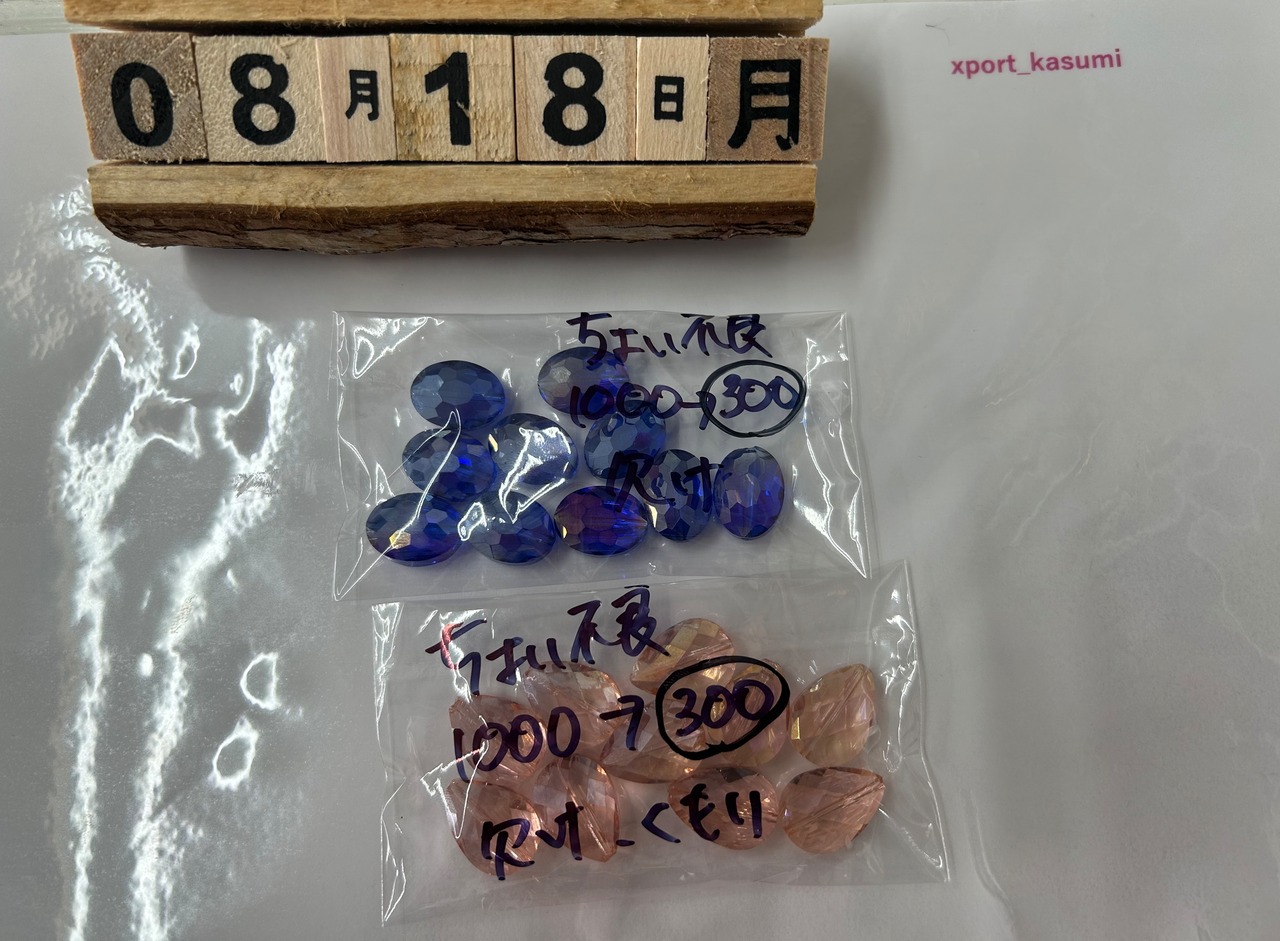 08月18日月
xport_kasumi
ちょい不良
1000→300
欠け
ちょい不良
1000→300
欠け、くもり